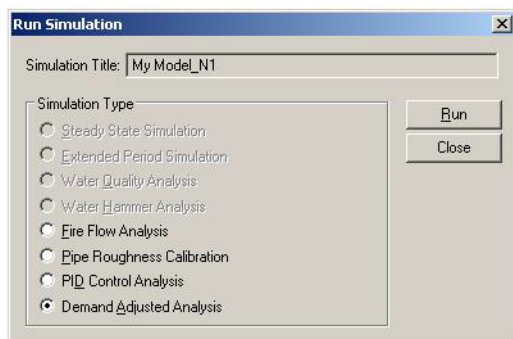 Run Simulation
Simulation Title: My Model_N1
Simulation Type
Steady State Simulation
Extended Period Simulation
Water Quality Analysis
Water Hammer Analysis
Fire Flow Analysis
Pipe Roughness Calibration
PID Control Analysis
Demand Adjusted Analysis
Run
Close